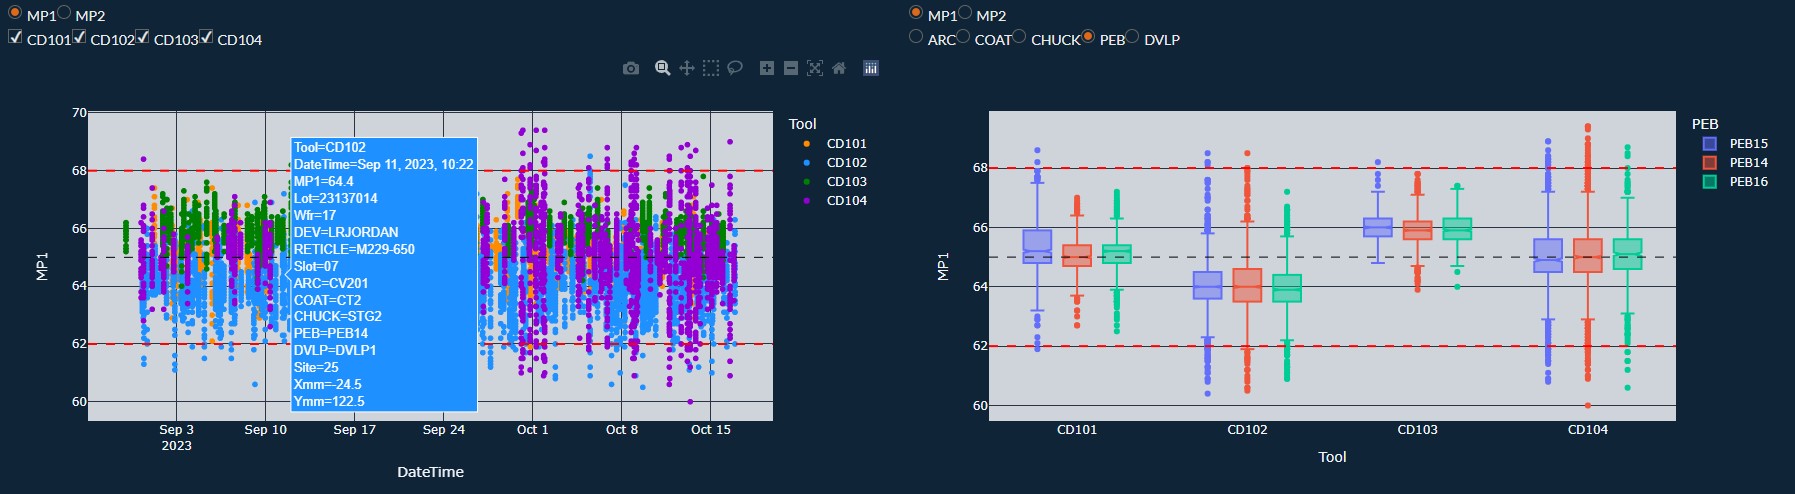 MP1 MP2
CD101 CD102 CD103 CD104
70
68
66
64
62
60
MP1
Sep 3
2023
Sep 10
Sep 17
Sep 24
Oct 1
Oct 8
Oct 15
DateTime
Tool=CD102
DateTime=Sep 11, 2023, 10:22
MP1=64.4
Lot=23137014
Wfr=17
DEV=LRJORDAN
RETICLE=M229-650
Slot=07
ARC=CV201
COAT=CT2
CHUCK=STG2
PEB=PEB14
DVLP=DVLP1
Site=25
Xmm=-24.5
Ymm=122.5
Tool
CD101
CD102
CD103
CD104
MP1 MP2
ARC COAT CHUCK PEB DVLP
68
66
64
62
60
MP1
CD101
CD102
CD103
CD104
Tool
PEB
PEB15
PEB14
PEB16